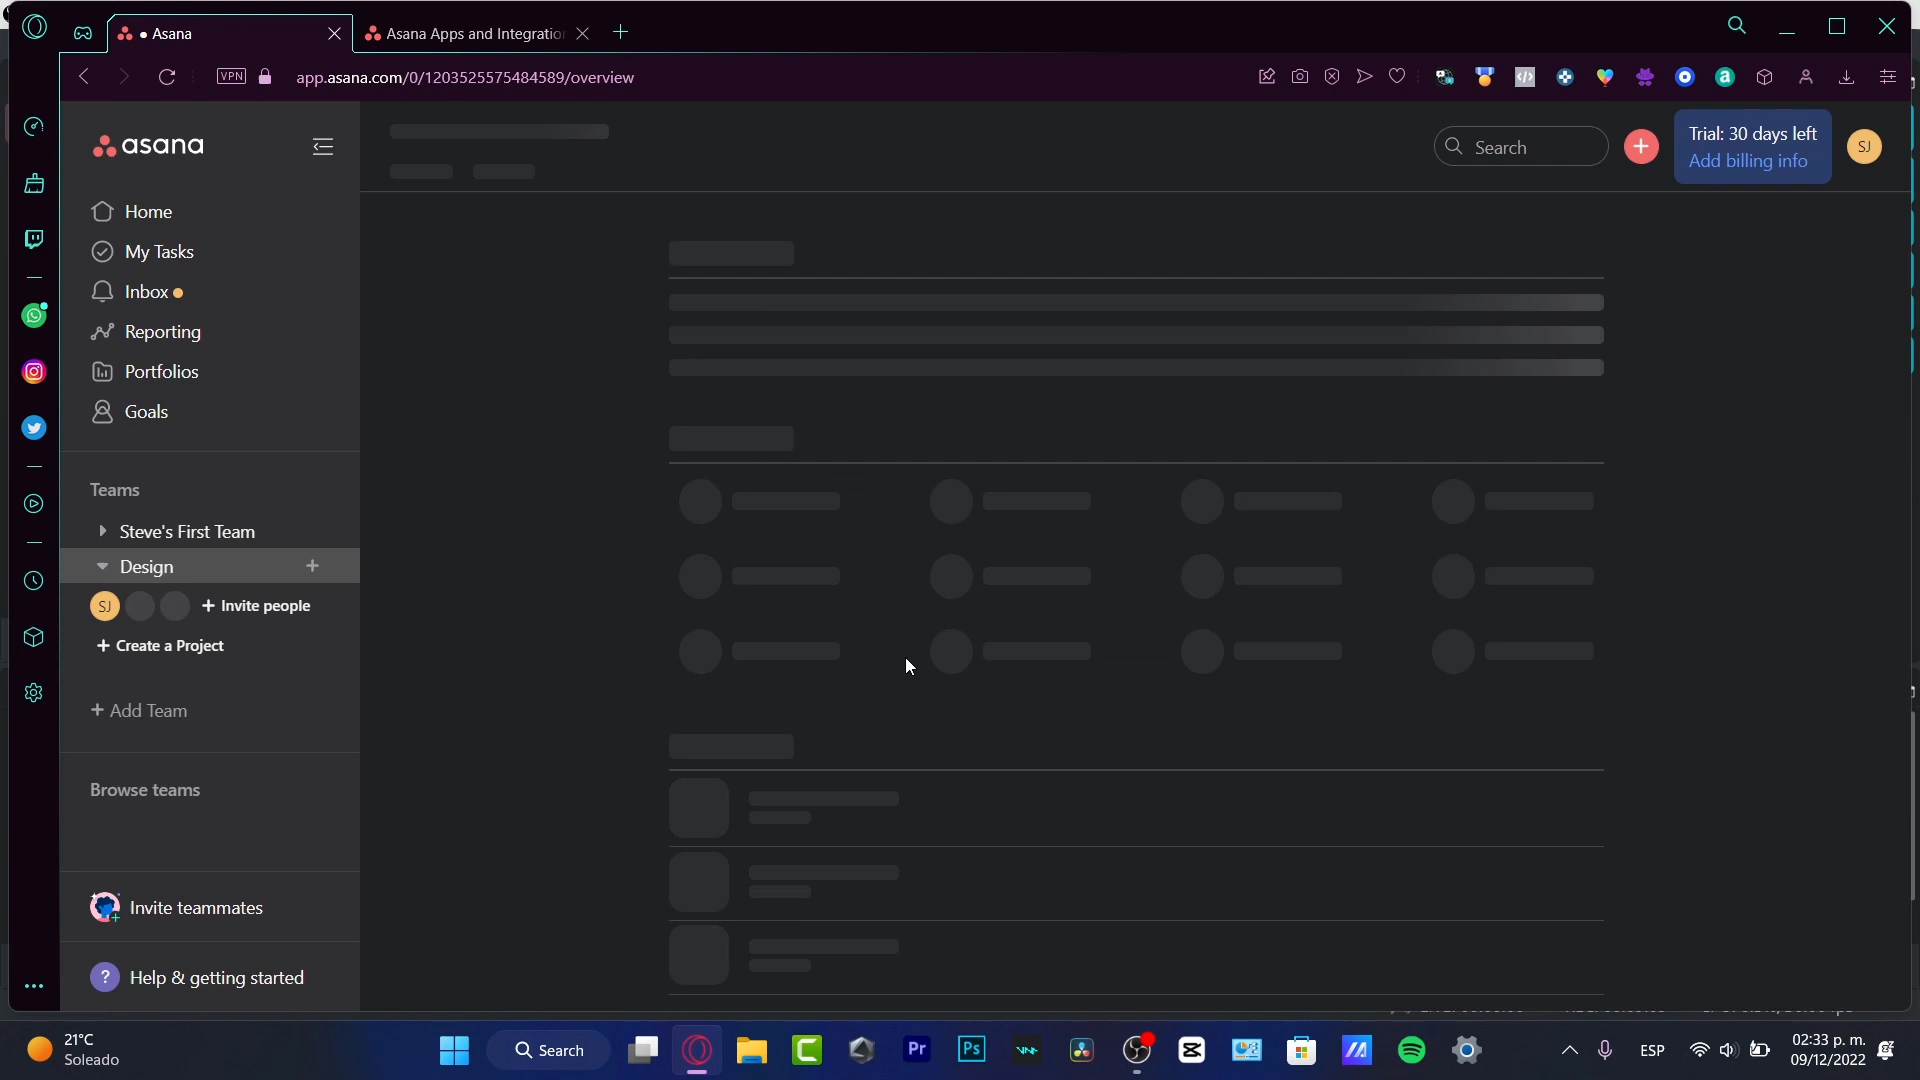 Asana
Asana Apps and Integratio
VPN
app.asana.com/0/1203525575484589/overview
asana
Search
Trial: 30 days left
Add billing info
SJ
Home
My Tasks
Inbox
Reporting
Portfolios
Goals
Teams
Steve's First Team
Design
SJ
+ Invite people
+ Create a Project
+ Add Team
Browse teams
Invite teammates
? Help & getting started
21°C
Soleado
Search
Pr
Ps
ESP
02:33 p. m.
09/12/2022